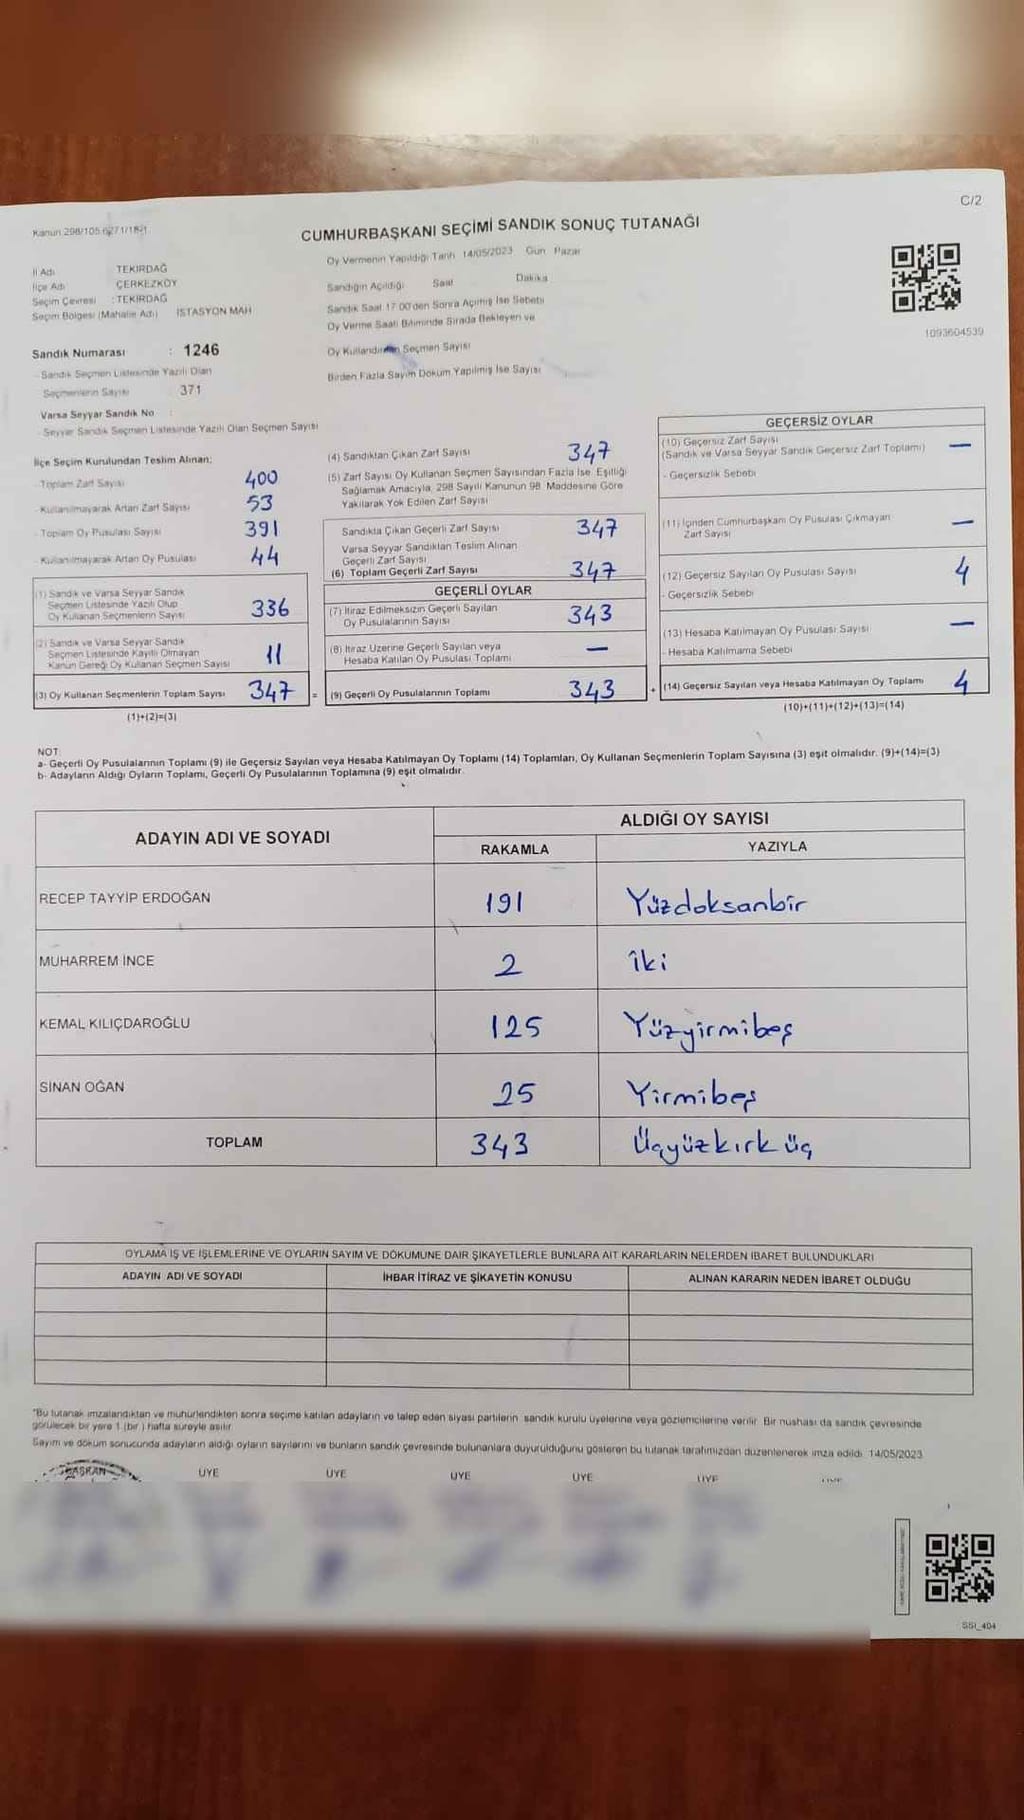 C/2
Kanun 298/105.6271/18-1
CUMHURBAŞKANI SEÇİMİ SANDIK SONUÇ TUTANAĞI
İl Adı TEKİRDAĞ
İlçe Adı ÇERKEZKÖY
Seçim Çevresi : TEKİRDAĞ
Seçim Bölgesi (Mahalle Adı) İSTASYON MAH
Sandık Numarası : 1246
- Sandık Seçmen Listesinde Yazılı Olan
Seçmenlerin Sayısı 371
Varsa Seyyar Sandık No :
- Seyyar Sandık Seçmen Listesinde Yazılı Olan Seçmen Sayısı
Oy Vermenin Yapıldığı Tarih 14/05/2023 Gün Pazar
Sandığın Açıldığı Saat Dakika
Sandık Saat 17:00'den Sonra Açılmış İse Sebebi
Oy Verme Saati Bitiminde Sırada Bekleyen ve
Oy Kullandırılan Seçmen Sayısı
Birden Fazla Sayım Döküm Yapılmış İse Sayısı
1093604539
İlçe Seçim Kurulundan Teslim Alınan;
- Toplam Zarf Sayısı 400
- Kullanılmayarak Artan Zarf Sayısı 53
- Toplam Oy Pusulası Sayısı 391
- Kullanılmayarak Artan Oy Pusulası 44
(1) Sandık ve Varsa Seyyar Sandık
Seçmen Listesinde Yazılı Olup
Oy Kullanan Seçmenlerin Sayısı 336
(2) Sandık ve Varsa Seyyar Sandık
Seçmen Listesinde Kayıtlı Olmayan
Kanun Gereği Oy Kullanan Seçmen Sayısı 11
(3) Oy Kullanan Seçmenlerin Toplam Sayısı 347 =
(1)+(2)=(3)
(4) Sandıktan Çıkan Zarf Sayısı 347
(5) Zarf Sayısı Oy Kullanan Seçmen Sayısından Fazla İse, Eşitliği
Sağlamak Amacıyla, 298 Sayılı Kanunun 98. Maddesine Göre
Yakılarak Yok Edilen Zarf Sayısı
Sandıkta Çıkan Geçerli Zarf Sayısı 347
Varsa Seyyar Sandıktan Teslim Alınan
Geçerli Zarf Sayısı
(6) Toplam Geçerli Zarf Sayısı 347
GEÇERLİ OYLAR
(7) İtiraz Edilmeksizin Geçerli Sayılan
Oy Pusulalarının Sayısı 343
(8) İtiraz Üzerine Geçerli Sayılan veya
Hesaba Katılan Oy Pusulası Toplamı —
(9) Geçerli Oy Pusulalarının Toplamı 343 +
GEÇERSİZ OYLAR
(10) Geçersiz Zarf Sayısı —
(Sandık ve Varsa Seyyar Sandık Geçersiz Zarf Toplamı)
- Geçersizlik Sebebi
(11) İçinden Cumhurbaşkanı Oy Pusulası Çıkmayan
Zarf Sayısı —
(12) Geçersiz Sayılan Oy Pusulası Sayısı 4
- Geçersizlik Sebebi
(13) Hesaba Katılmayan Oy Pusulası Sayısı —
- Hesaba Katılmama Sebebi
(14) Geçersiz Sayılan veya Hesaba Katılmayan Oy Toplamı 4
(10)+(11)+(12)+(13)=(14)
NOT:
a- Geçerli Oy Pusulalarının Toplamı (9) ile Geçersiz Sayılan veya Hesaba Katılmayan Oy Toplamı (14) Toplamları, Oy Kullanan Seçmenlerin Toplam Sayısına (3) eşit olmalıdır. (9)+(14)=(3)
b- Adayların Aldığı Oyların Toplamı, Geçerli Oy Pusulalarının Toplamına (9) eşit olmalıdır.
ADAYIN ADI VE SOYADI ALDIĞI OY SAYISI
RAKAMLA YAZIYLA
RECEP TAYYİP ERDOĞAN 191 Yüzdoksanbir
MUHARREM İNCE 2 iki
KEMAL KILIÇDAROĞLU 125 Yüzyirmibeş
SİNAN OĞAN 25 Yirmibeş
TOPLAM 343 Üçyüzkırk üç
OYLAMA İŞ VE İŞLEMLERİNE VE OYLARIN SAYIM VE DÖKÜMÜNE DAİR ŞİKAYETLERLE BUNLARA AİT KARARLARIN NELERDEN İBARET BULUNDUKLARI
ADAYIN ADI VE SOYADI İHBAR İTİRAZ VE ŞİKAYETİN KONUSU ALINAN KARARIN NEDEN İBARET OLDUĞU
*Bu tutanak imzalandıktan ve mühürlendikten sonra seçime katılan adayların ve talep eden siyasi partilerin sandık kurulu üyelerine veya gözlemcilerine verilir. Bir nüshası da sandık çevresinde
görülecek bir yere 1 (bir) hafta süreyle asılır
Sayım ve döküm sonucunda adayların aldığı oyların sayılarını ve bunların sandık çevresinde bulunanlara duyurulduğunu gösteren bu tutanak tarafımızdan düzenlenerek imza edildi. 14/05/2023
BAŞKAN ÜYE ÜYE ÜYE ÜYE ÜYE
SSI_404